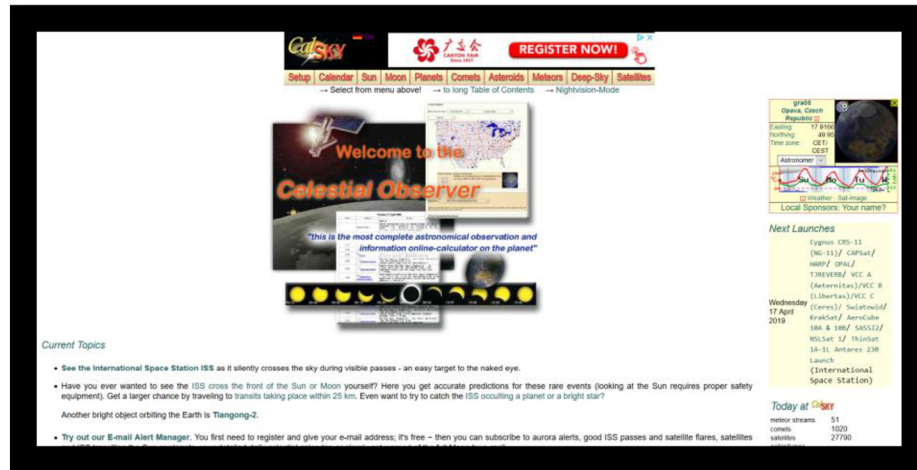 CalSKY
广交会
CANTON FAIR
Since 1957
REGISTER NOW!
Setup Calendar Sun Moon Planets Comets Asteroids Meteors Deep-Sky Satellites
→ Select from menu above! → to long Table of Contents → Nightvision-Mode
Welcome to the
Celestial Observer
"this is the most complete astronomical observation and
information online-calculator on the planet"
Current Topics
• See the International Space Station ISS as it silently crosses the sky during visible passes - an easy target to the naked eye.
• Have you ever wanted to see the ISS cross the front of the Sun or Moon yourself? Here you get accurate predictions for these rare events (looking at the Sun requires proper safety
equipment). Get a larger chance by traveling to transits taking place within 25 km. Even want to try to catch the ISS occulting a planet or a bright star?
Another bright object orbiting the Earth is Tiangong-2.
• Try out our E-mail Alert Manager. You first need to register and give your e-mail address; it's free – then you can subscribe to aurora alerts, good ISS passes and satellite flares, satellites
gra08
Opava, Czech
Republic
Easting: 17.9166
Northing: 49.95
Time zone: CET/
CEST
Astronomer
Su Mo Tu
Weather · Sat-image
Local Sponsors: Your name?
Next Launches
Wednesday
17 April
2019
Cygnus CRS-11
(NG-11)/ CAPSat/
HARP/ OPAL/
TJREVERB/ VCC A
(Aeternitas)/VCC B
(Libertas)/VCC C
(Ceres)/ Swiatowid/
KrakSat/ AeroCube
10A & 10B/ SASSI2/
NSLSat 1/ ThinSat
1A-1L Antares 230
Launch
(International
Space Station)
Today at CalSKY
meteor streams 51
comets 1020
satellites 27790